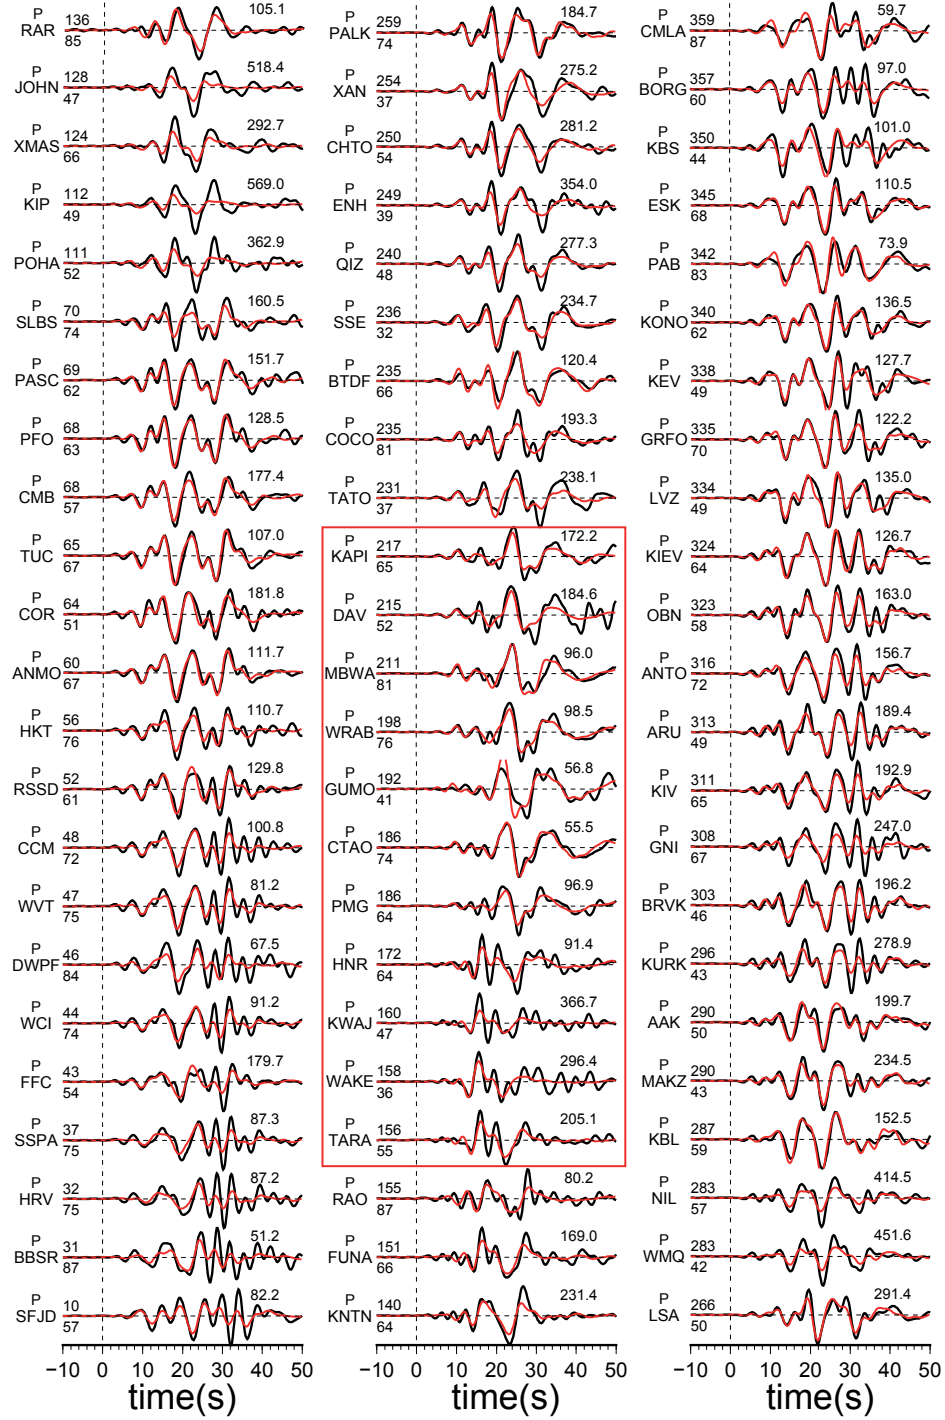 P
RAR 136 105.1
85
P
JOHN 128 518.4
47
P
XMAS 124 292.7
66
P
KIP 112 569.0
49
P
POHA 111 362.9
52
P
SLBS 70 160.5
74
P
PASC 69 151.7
62
P
PFO 68 128.5
63
P
CMB 68 177.4
57
P
TUC 65 107.0
67
P
COR 64 181.8
51
P
ANMO 60 111.7
67
P
HKT 56 110.7
76
P
RSSD 52 129.8
61
P
CCM 48 100.8
72
P
WVT 47 81.2
75
P
DWPF 46 67.5
84
P
WCI 44 91.2
74
P
FFC 43 179.7
54
P
SSPA 37 87.3
75
P
HRV 32 87.2
75
P
BBSR 31 51.2
87
P
SFJD 10 82.2
57
−10 0 10 20 30 40 50
time(s)
P
PALK 259 184.7
74
P
XAN 254 275.2
37
P
CHTO 250 281.2
54
P
ENH 249 354.0
39
P
QIZ 240 277.3
48
P
SSE 236 234.7
32
P
BTDF 235 120.4
66
P
COCO 235 193.3
81
P
TATO 231 238.1
37
P
KAPI 217 172.2
65
P
DAV 215 184.6
52
P
MBWA 211 96.0
81
P
WRAB 198 98.5
76
P
GUMO 192 56.8
41
P
CTAO 186 55.5
74
P
PMG 186 96.9
64
P
HNR 172 91.4
64
P
KWAJ 160 366.7
47
P
WAKE 158 296.4
36
P
TARA 156 205.1
55
P
RAO 155 80.2
87
P
FUNA 151 169.0
66
P
KNTN 140 231.4
64
−10 0 10 20 30 40 50
time(s)
P
CMLA 359 59.7
87
P
BORG 357 97.0
60
P
KBS 350 101.0
44
P
ESK 345 110.5
68
P
PAB 342 73.9
83
P
KONO 340 136.5
62
P
KEV 338 127.7
49
P
GRFO 335 122.2
70
P
LVZ 334 135.0
49
P
KIEV 324 126.7
64
P
OBN 323 163.0
58
P
ANTO 316 156.7
72
P
ARU 313 189.4
49
P
KIV 311 192.9
65
P
GNI 308 247.0
67
P
BRVK 303 196.2
46
P
KURK 296 278.9
43
P
AAK 290 199.7
50
P
MAKZ 290 234.5
43
P
KBL 287 152.5
59
P
NIL 283 414.5
57
P
WMQ 283 451.6
42
P
LSA 266 291.4
50
−10 0 10 20 30 40 50
time(s)